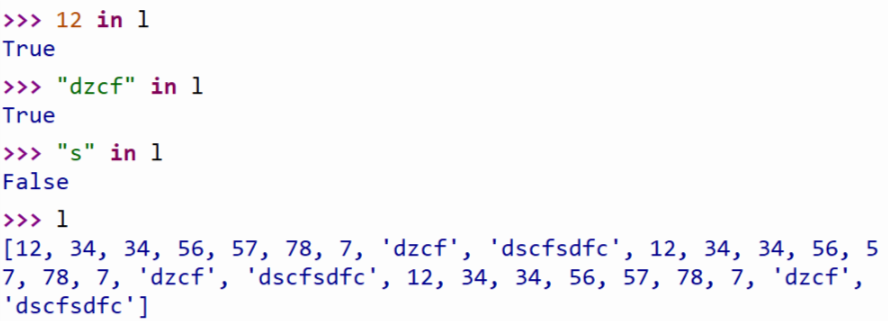 >>> 12 in l
True
>>> "dzcf" in l
True
>>> "s" in l
False
>>> l
[12, 34, 34, 56, 57, 78, 7, 'dzcf', 'dscfsdfc', 12, 34, 34, 56, 5
7, 78, 7, 'dzcf', 'dscfsdfc', 12, 34, 34, 56, 57, 78, 7, 'dzcf',
'dscfsdfc']